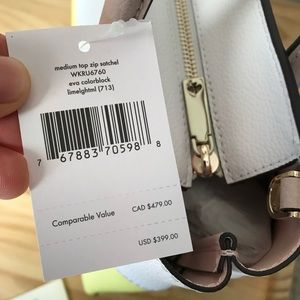 medium top zip satchel
WKRU6760
eva colorblock
limelghtml (713)
7 67883 70598 8
Comparable Value CAD $479.00
USD $399.00